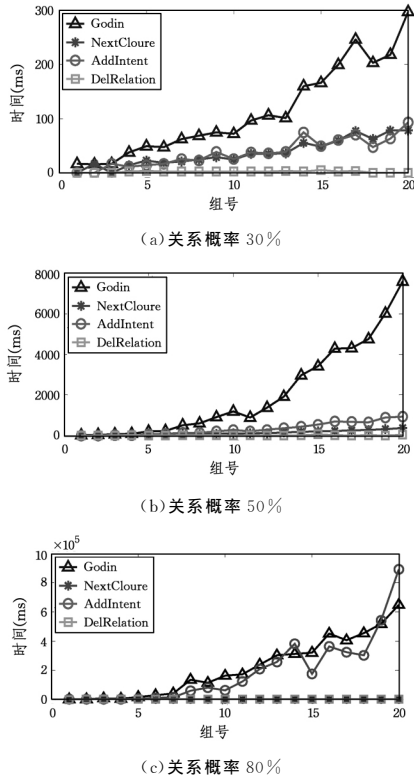 300
200
100
0
时间(ms)
Godin
NextCloure
AddIntent
DelRelation
0 5 10 15 20
组号
(a)关系概率 30%
8000
6000
4000
2000
0
时间(ms)
Godin
NextCloure
AddIntent
DelRelation
0 5 10 15 20
组号
(b)关系概率 50%
×10⁵
10
8
6
4
2
0
时间(ms)
Godin
NextCloure
AddIntent
DelRelation
0 5 10 15 20
组号
(c)关系概率 80%